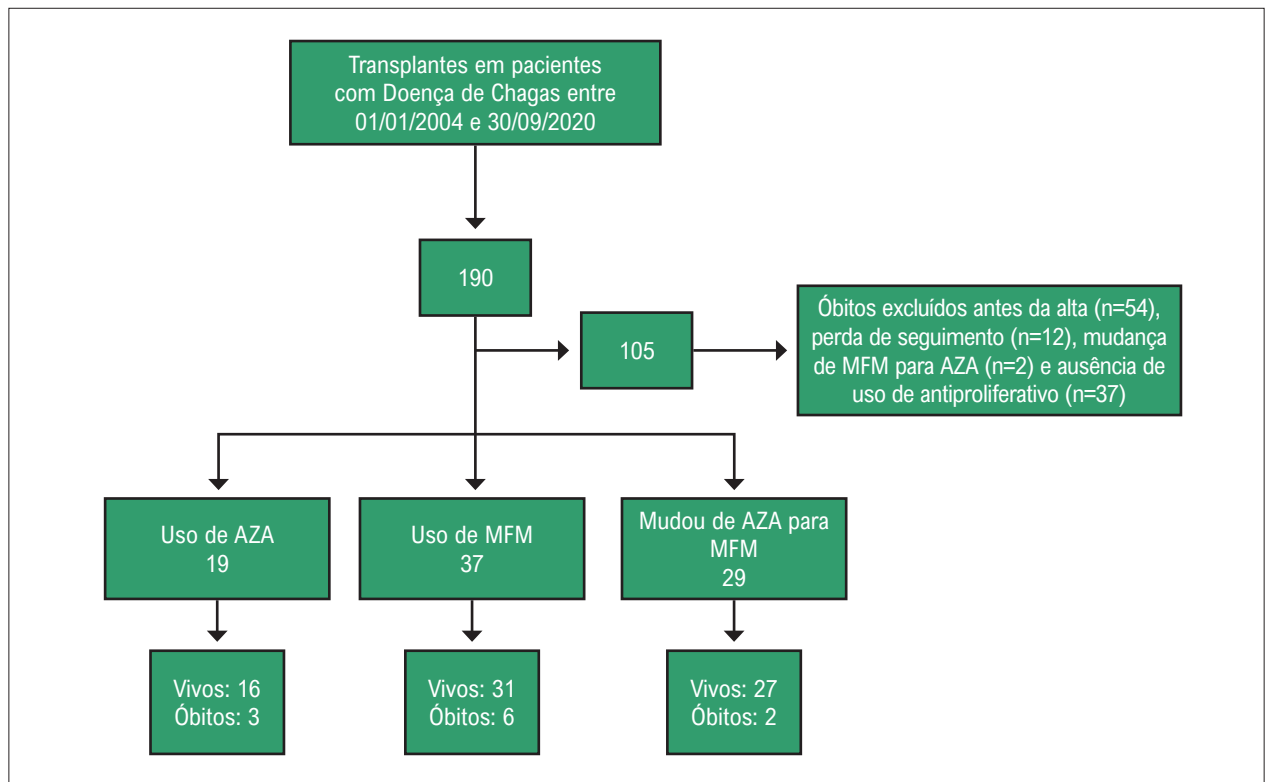 Transplantes em pacientes
com Doença de Chagas entre
01/01/2004 e 30/09/2020
190
105
Óbitos excluídos antes da alta (n=54),
perda de seguimento (n=12), mudança
de MFM para AZA (n=2) e ausência de
uso de antiproliferativo (n=37)
Uso de AZA
19
Uso de MFM
37
Mudou de AZA para
MFM
29
Vivos: 16
Óbitos: 3
Vivos: 31
Óbitos: 6
Vivos: 27
Óbitos: 2